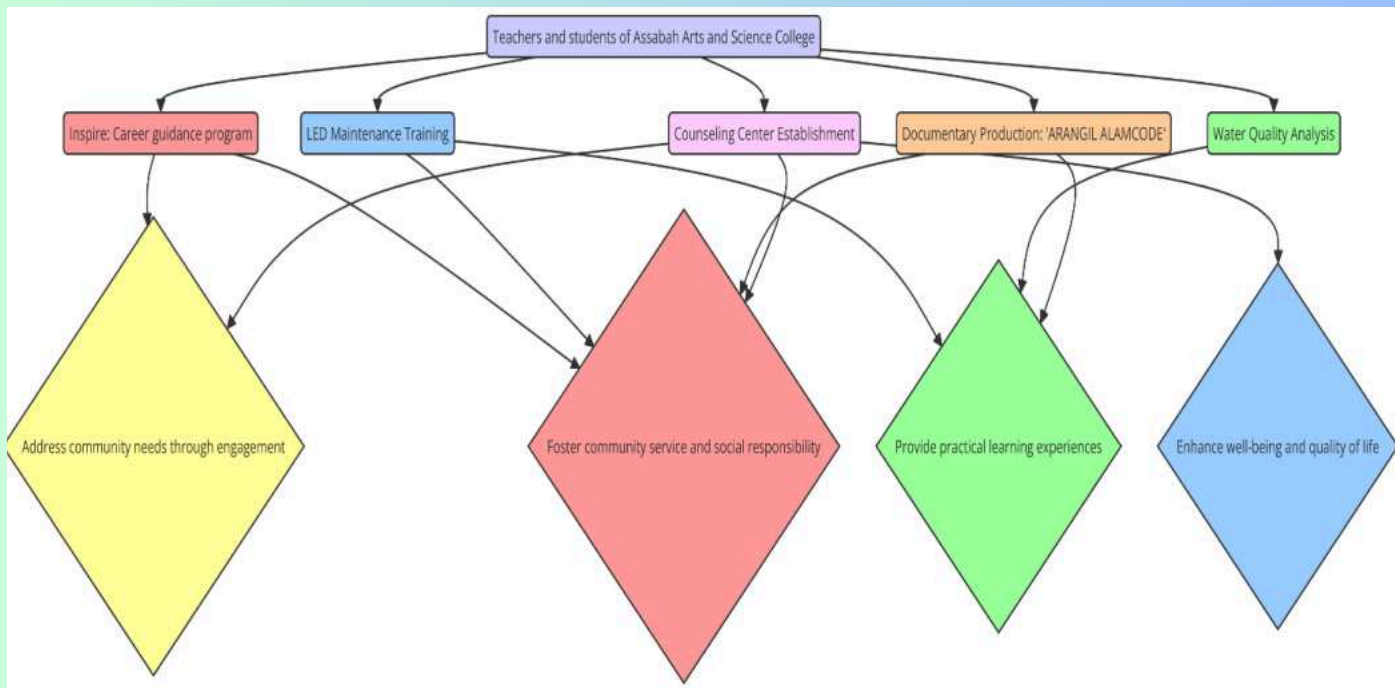 Teachers and students of Assabah Arts and Science College
Inspire: Career guidance program
LED Maintenance Training
Counseling Center Establishment
Documentary Production: 'ARANGIL ALAMCODE'
Water Quality Analysis
Address community needs through engagement
Foster community service and social responsibility
Provide practical learning experiences
Enhance well-being and quality of life